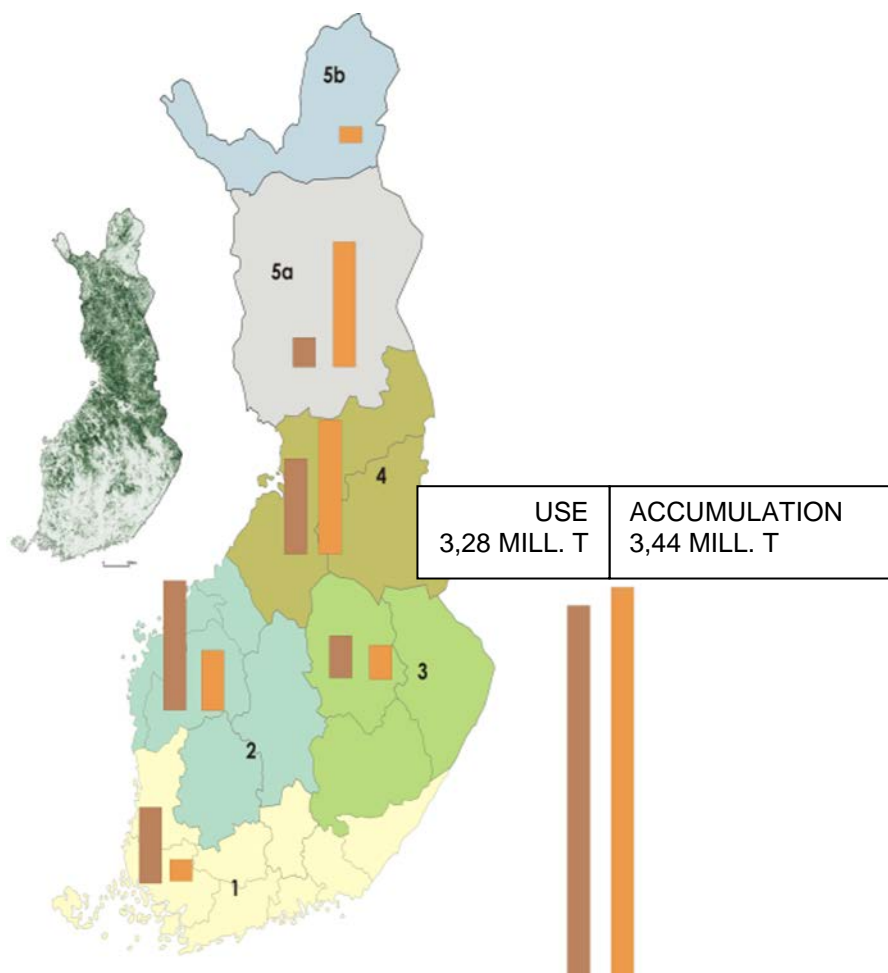 5b
5a
4
USE
3,28 MILL. T
ACCUMULATION
3,44 MILL. T
3
2
1